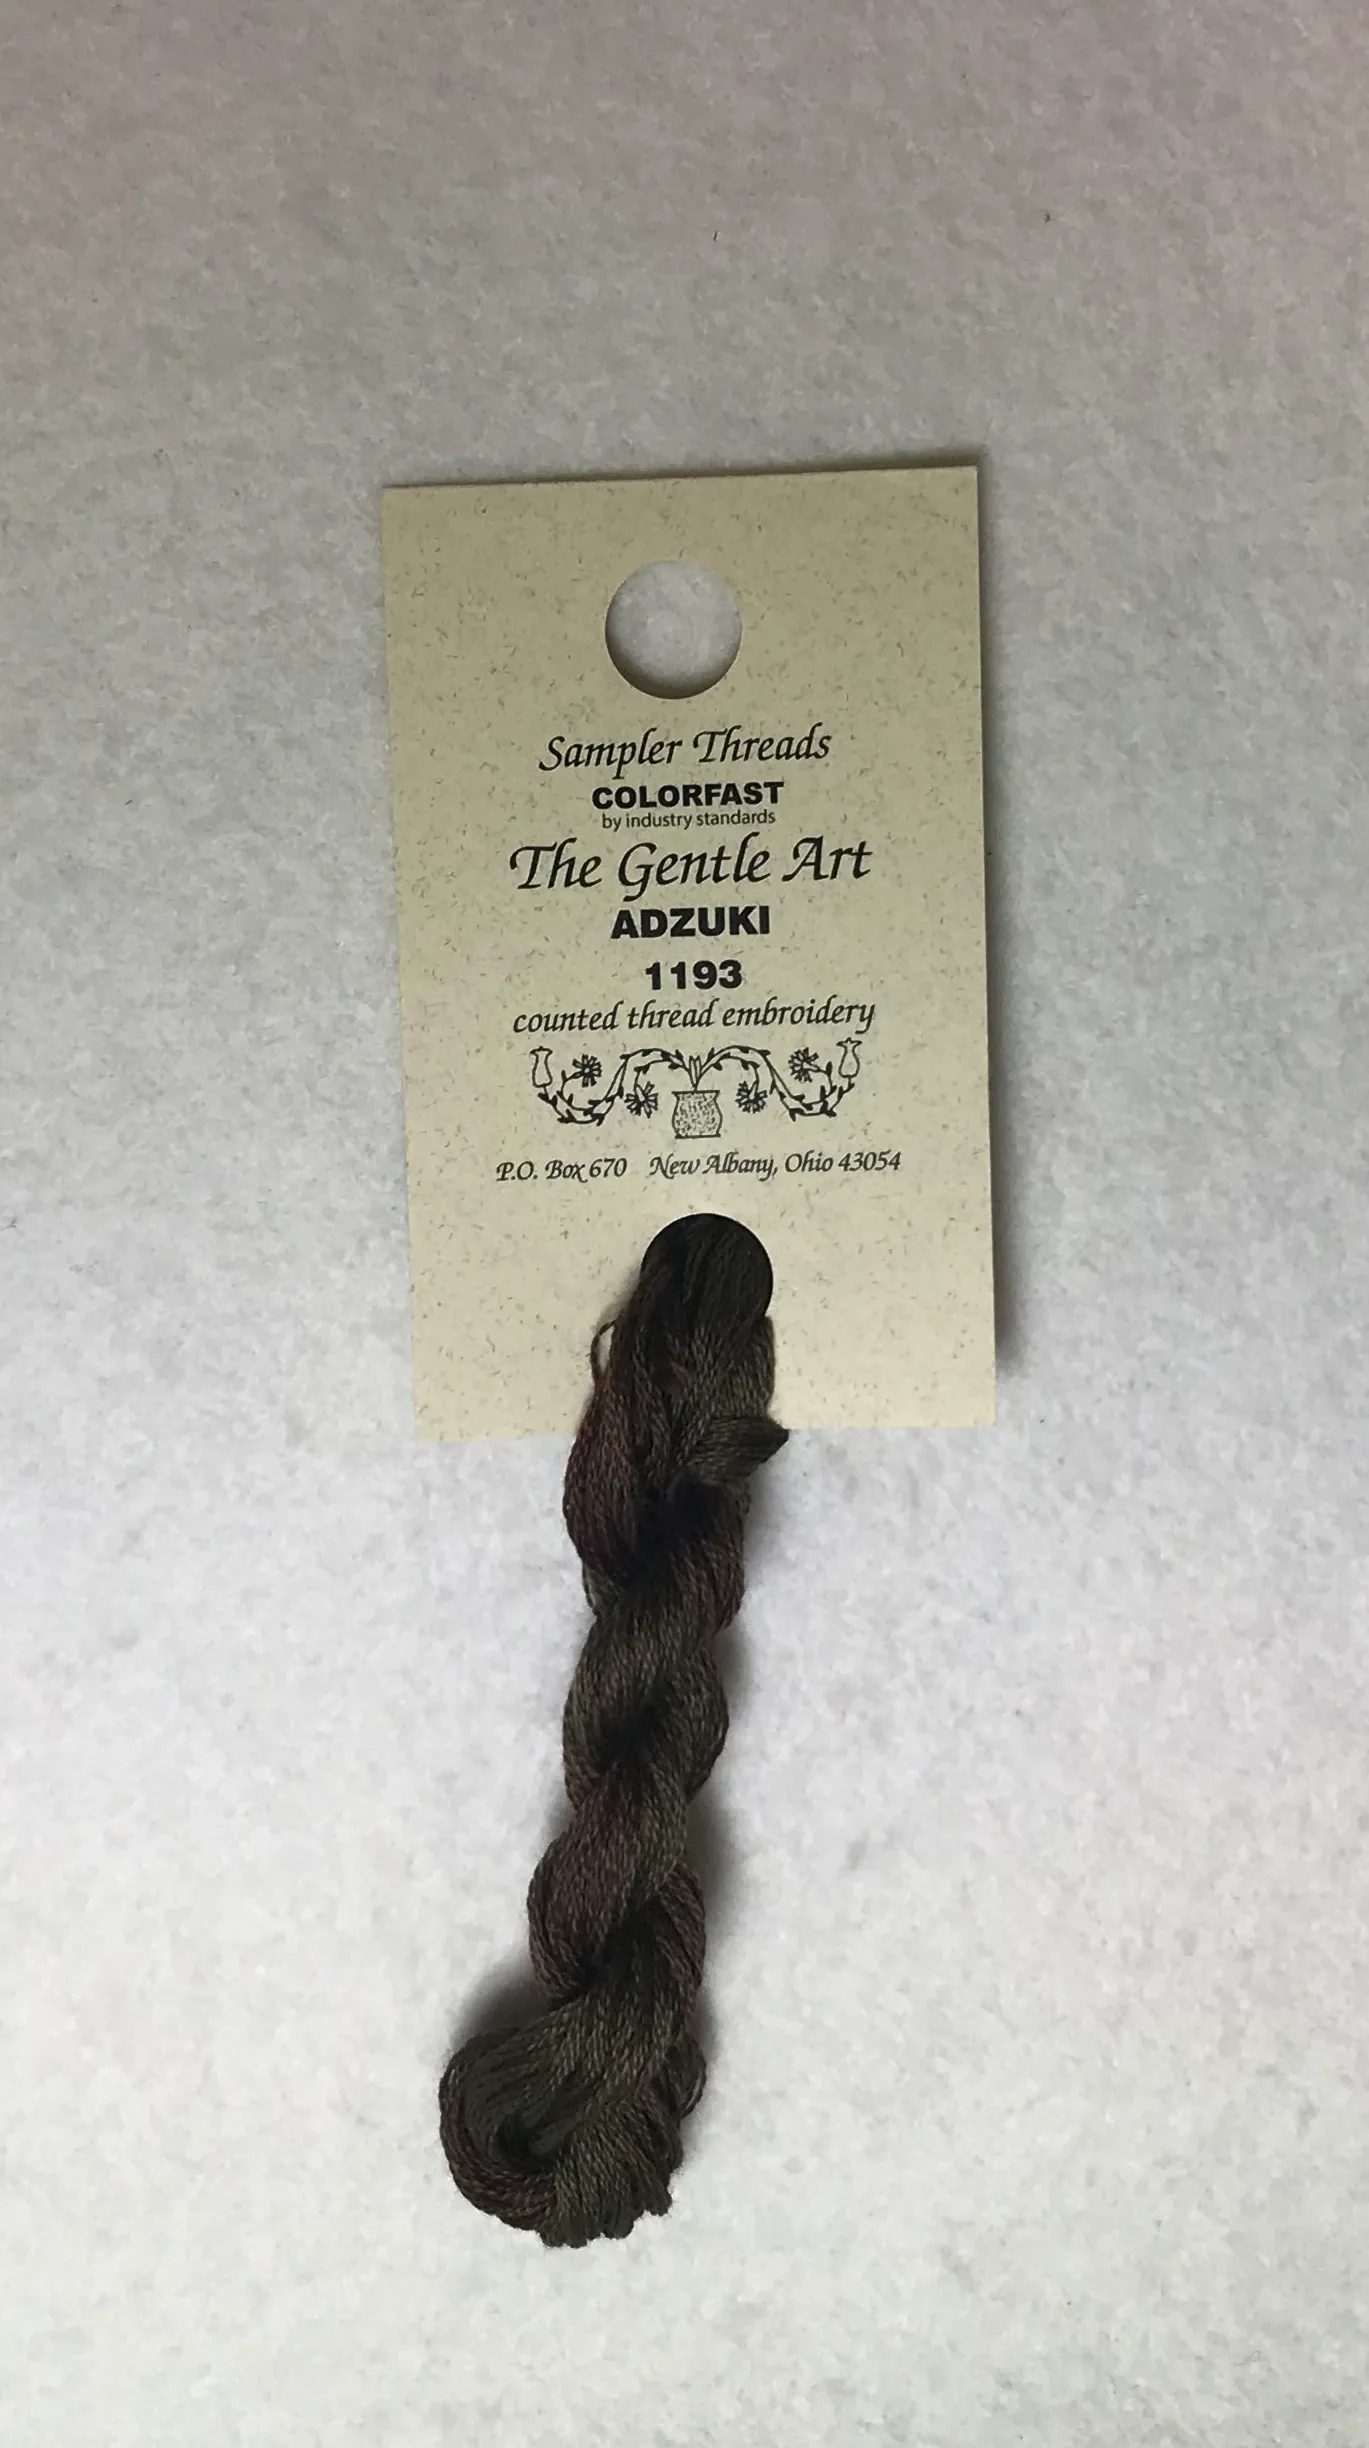 Sampler Threads
COLORFAST
by industry standards
The Gentle Art
ADZUKI
1193
counted thread embroidery
P.O. Box 670 New Albany, Ohio 43054